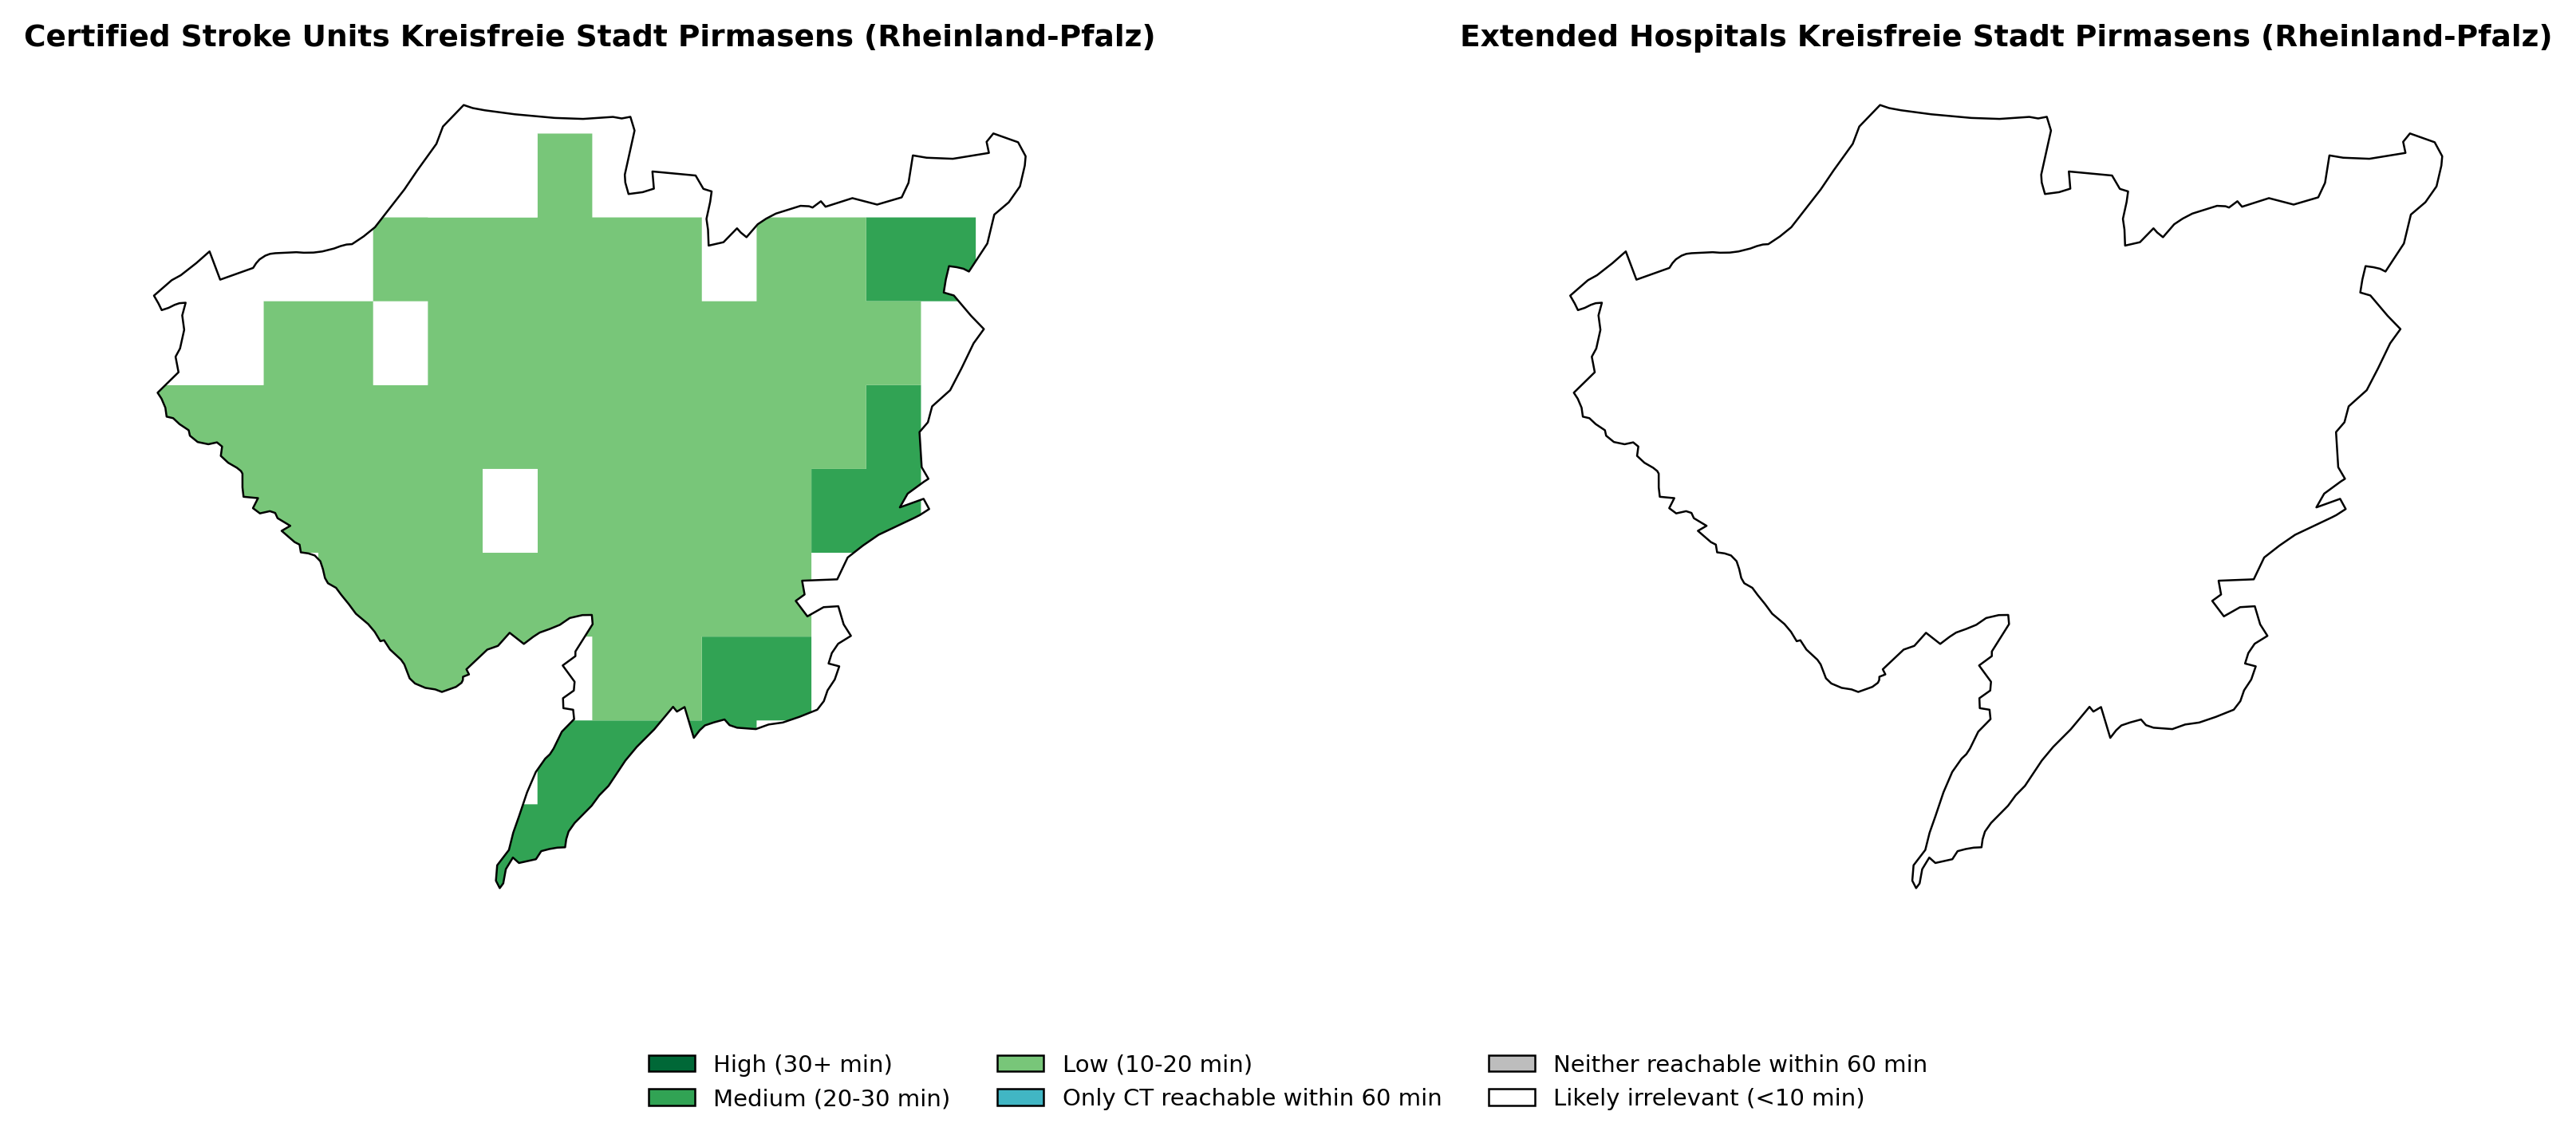 Certified Stroke Units Kreisfreie Stadt Pirmasens (Rheinland-Pfalz)
Extended Hospitals Kreisfreie Stadt Pirmasens (Rheinland-Pfalz)
High (30+ min)
Medium (20-30 min)
Low (10-20 min)
Only CT reachable within 60 min
Neither reachable within 60 min
Likely irrelevant (<10 min)